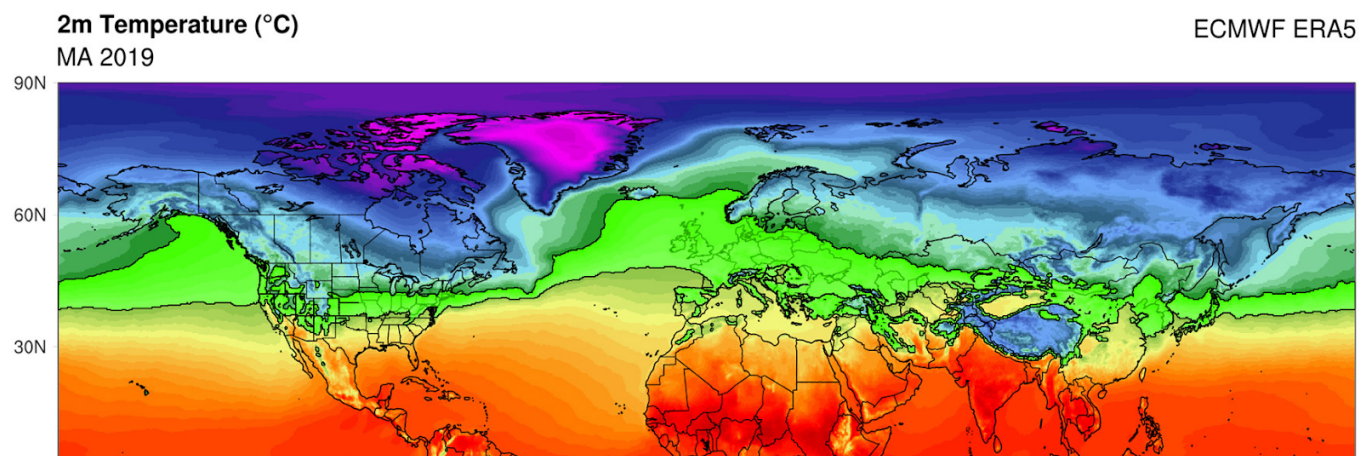 2m Temperature (°C)
ECMWF ERA5
MA 2019
90N
60N
30N